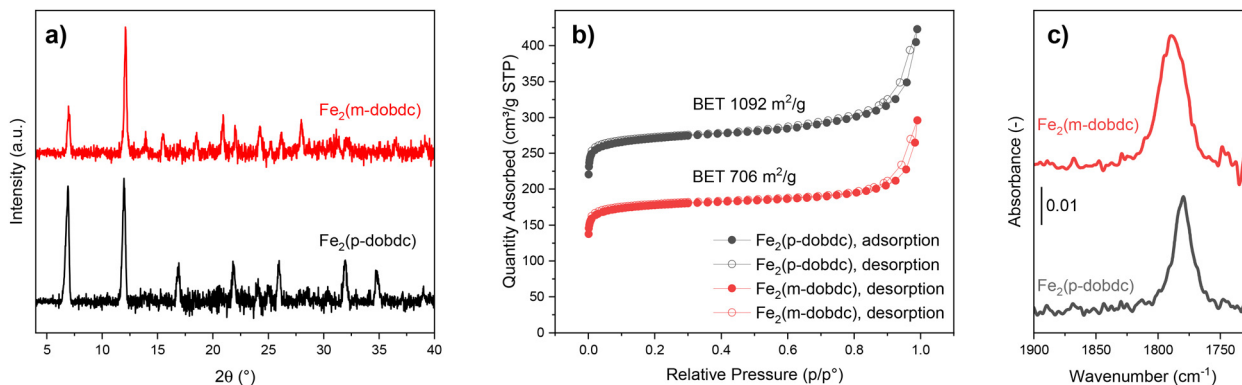 a)
Fe₂(m-dobdc)
Fe₂(p-dobdc)
Intensity (a.u.)
5 10 15 20 25 30 35 40
2θ (°)
b)
BET 1092 m²/g
BET 706 m²/g
Fe₂(p-dobdc), adsorption
Fe₂(p-dobdc), desorption
Fe₂(m-dobdc), desorption
Fe₂(m-dobdc), desorption
Quantity Adsorbed (cm³/g STP)
400
350
300
250
200
150
100
50
0
0.0 0.2 0.4 0.6 0.8 1.0
Relative Pressure (p/p°)
c)
Fe₂(m-dobdc)
0.01
Fe₂(p-dobdc)
Absorbance (-)
1900 1850 1800 1750
Wavenumber (cm⁻¹)